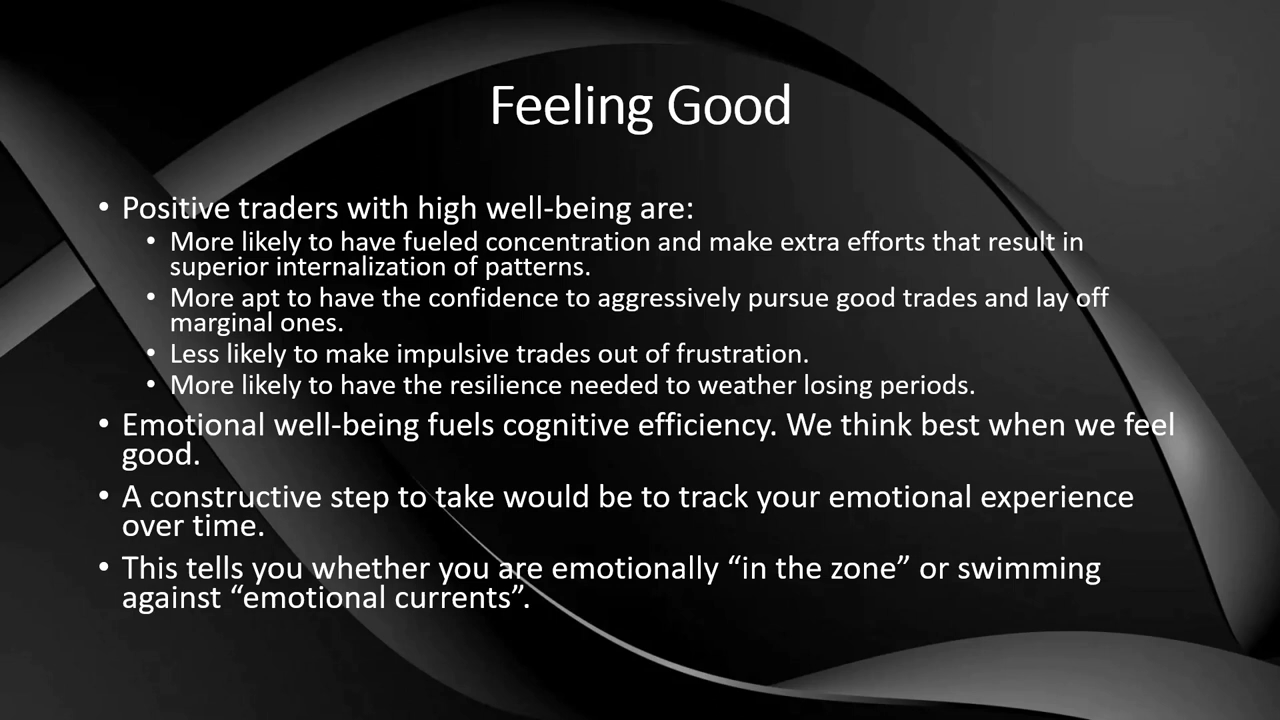 Feeling Good
• Positive traders with high well-being are:
• More likely to have fueled concentration and make extra efforts that result in
superior internalization of patterns.
• More apt to have the confidence to aggressively pursue good trades and lay off
marginal ones.
• Less likely to make impulsive trades out of frustration.
• More likely to have the resilience needed to weather losing periods.
• Emotional well-being fuels cognitive efficiency. We think best when we feel
good.
• A constructive step to take would be to track your emotional experience
over time.
• This tells you whether you are emotionally “in the zone” or swimming
against “emotional currents”.